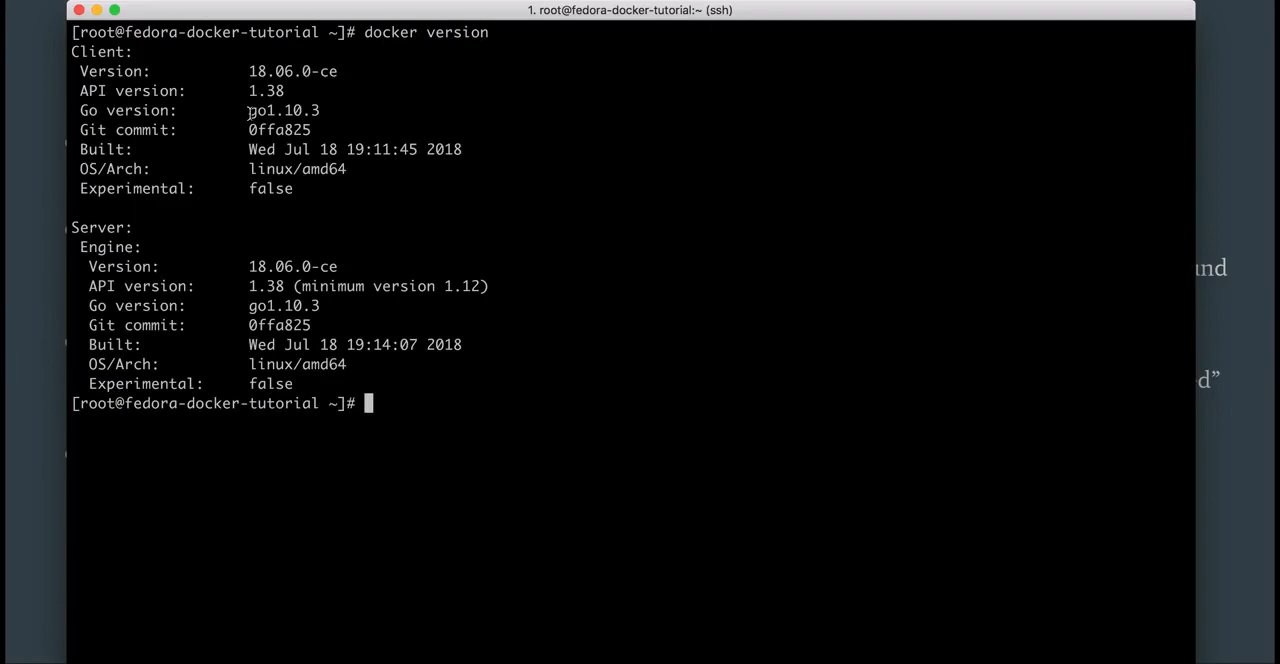 1. root@fedora-docker-tutorial:~ (ssh)
[root@fedora-docker-tutorial ~]# docker version
Client:
 Version:           18.06.0-ce
 API version:       1.38
 Go version:        go1.10.3
 Git commit:        0ffa825
 Built:             Wed Jul 18 19:11:45 2018
 OS/Arch:           linux/amd64
 Experimental:      false

Server:
 Engine:
  Version:          18.06.0-ce
  API version:      1.38 (minimum version 1.12)
  Go version:       go1.10.3
  Git commit:       0ffa825
  Built:            Wed Jul 18 19:14:07 2018
  OS/Arch:          linux/amd64
  Experimental:     false
[root@fedora-docker-tutorial ~]#